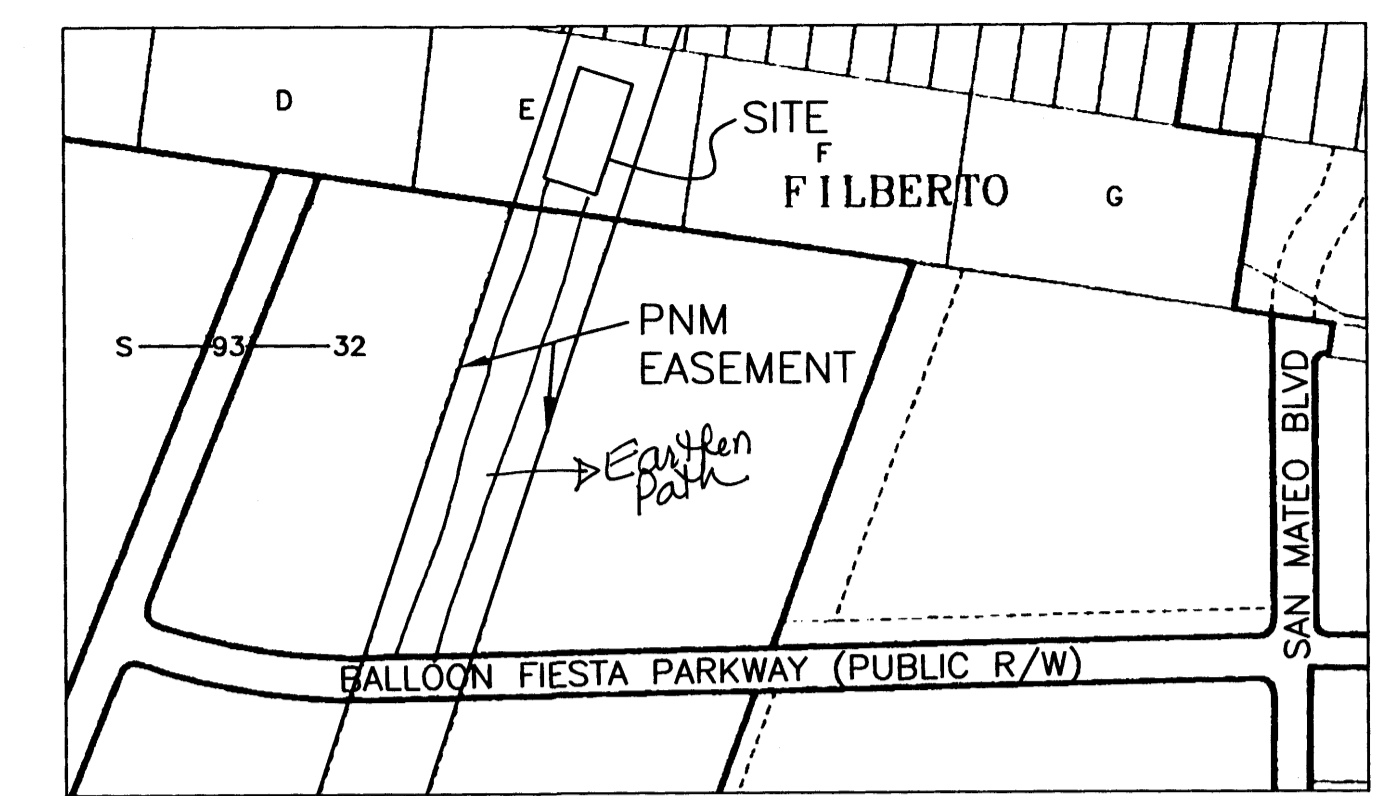 D
E
SITE
F
FILBERTO
G
PNM
EASEMENT
S 93 32
Earthen
Path
SAN MATEO BLVD
BALLOON FIESTA PARKWAY (PUBLIC R/W)